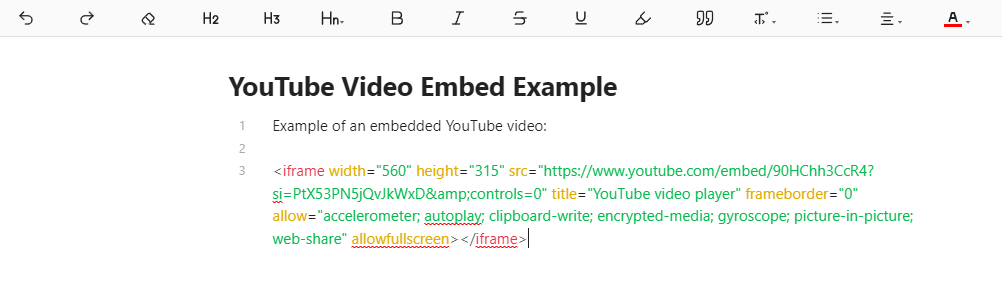 H2 H3 Hn B I S U T A
YouTube Video Embed Example
1 Example of an embedded YouTube video:
2
3 <iframe width="560" height="315" src="https://www.youtube.com/embed/90HChh3CcR4?
si=PtX53PN5jQvJkWxD&amp;controls=0" title="YouTube video player" frameborder="0"
allow="accelerometer; autoplay; clipboard-write; encrypted-media; gyroscope; picture-in-picture;
web-share" allowfullscreen></iframe>